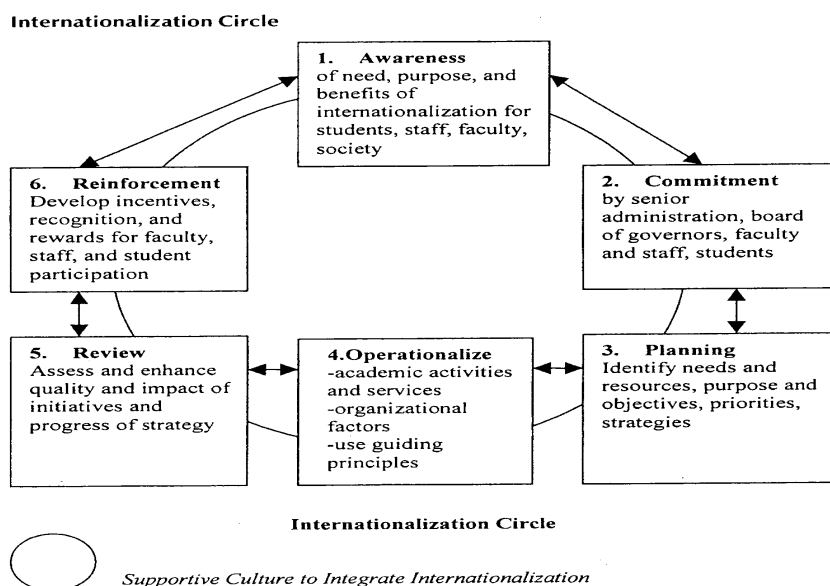 Internationalization Circle
1. Awareness
of need, purpose, and
benefits of
internationalization for
students, staff, faculty,
society
2. Commitment
by senior
administration, board
of governors, faculty
and staff, students
3. Planning
Identify needs and
resources, purpose and
objectives, priorities,
strategies
4.Operationalize
-academic activities
and services
-organizational
factors
-use guiding
principles
5. Review
Assess and enhance
quality and impact of
initiatives and
progress of strategy
6. Reinforcement
Develop incentives,
recognition, and
rewards for faculty,
staff, and student
participation
Internationalization Circle
Supportive Culture to Integrate Internationalization